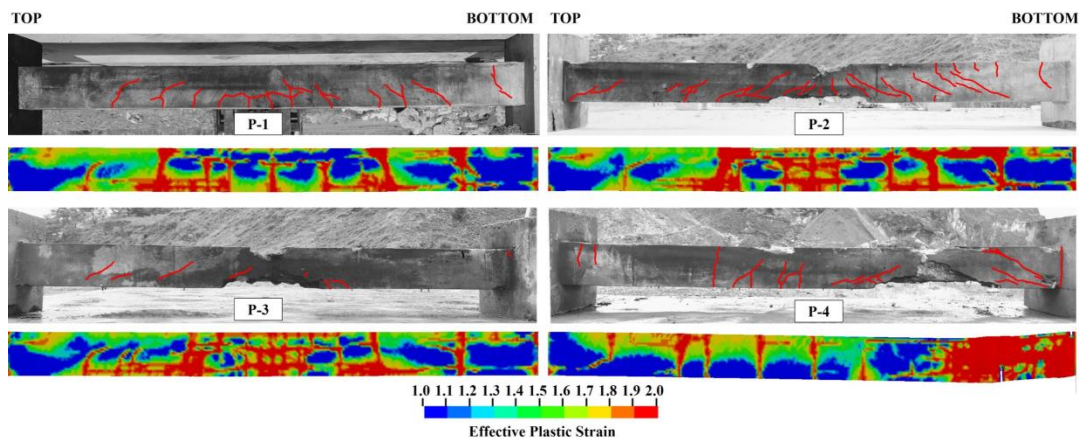 TOP BOTTOM TOP BOTTOM
P-1 P-2
P-3 P-4
1.0 1.1 1.2 1.3 1.4 1.5 1.6 1.7 1.8 1.9 2.0
Effective Plastic Strain